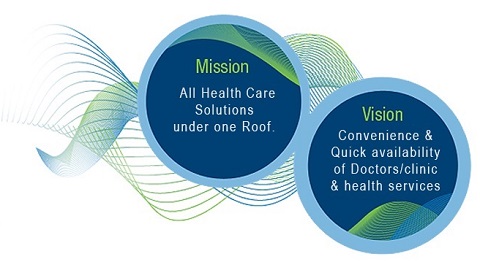 Mission
All Health Care
Solutions
under one Roof.
Vision
Convenience &
Quick availability
of Doctors/clinic
& health services